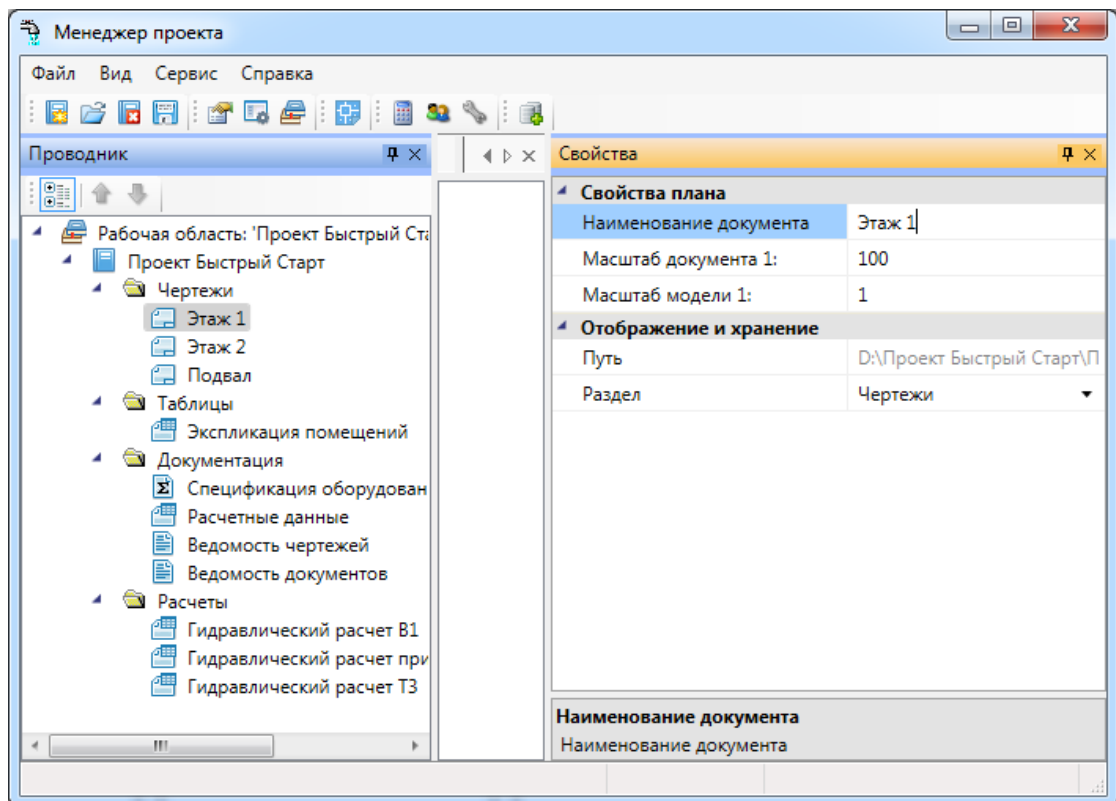 Менеджер проекта
Файл Вид Сервис Справка
Проводник
Рабочая область: 'Проект Быстрый Ста
Проект Быстрый Старт
Чертежи
Этаж 1
Этаж 2
Подвал
Таблицы
Экспликация помещений
Документация
Спецификация оборудован
Расчетные данные
Ведомость чертежей
Ведомость документов
Расчеты
Гидравлический расчет В1
Гидравлический расчет при
Гидравлический расчет Т3
Свойства
Свойства плана
Наименование документа Этаж 1
Масштаб документа 1: 100
Масштаб модели 1: 1
Отображение и хранение
Путь D:\Проект Быстрый Старт\П
Раздел Чертежи
Наименование документа
Наименование документа